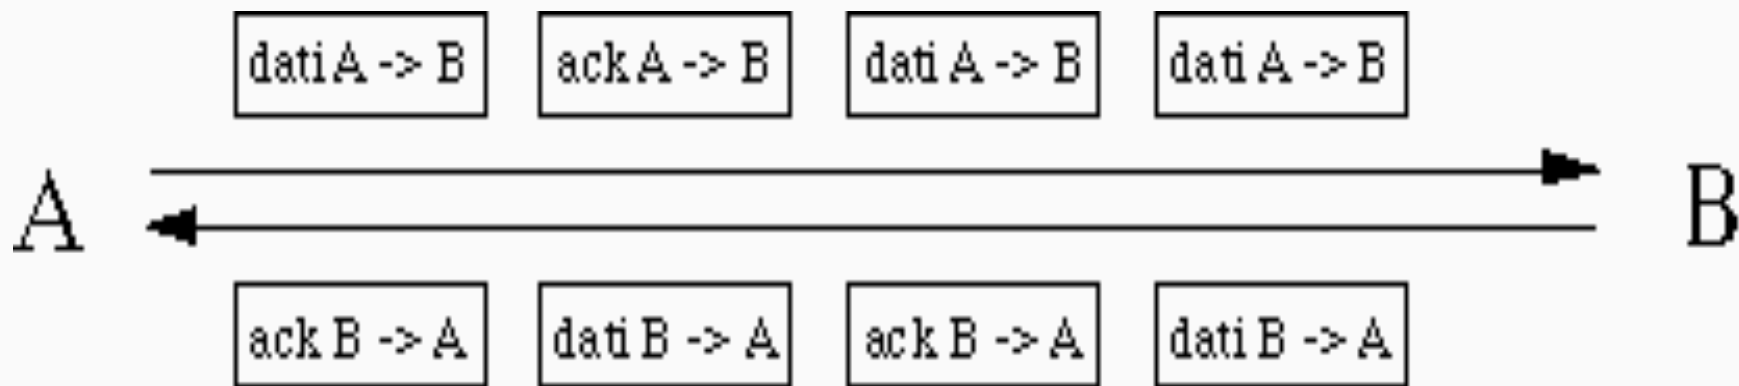 dati A -> B ack A -> B dati A -> B dati A -> B
A B
ack B -> A dati B -> A ack B -> A dati B -> A